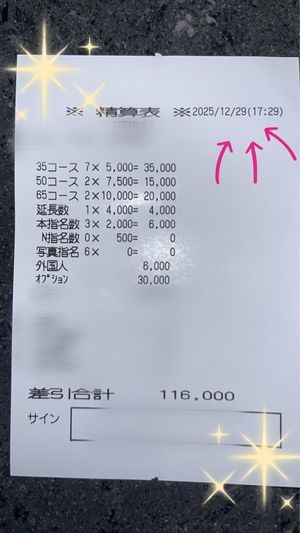 ※ 精算表 ※ 2025/12/29(17:29)
35コース 7× 5,000= 35,000
50コース 2× 7,500= 15,000
65コース 2×10,000= 20,000
延長数 1× 4,000= 4,000
本指名数 3× 2,000= 6,000
N指名数 0× 500= 0
写真指名 6× 0= 0
外国人 6,000
オプション 30,000
差引合計 116,000
サイン